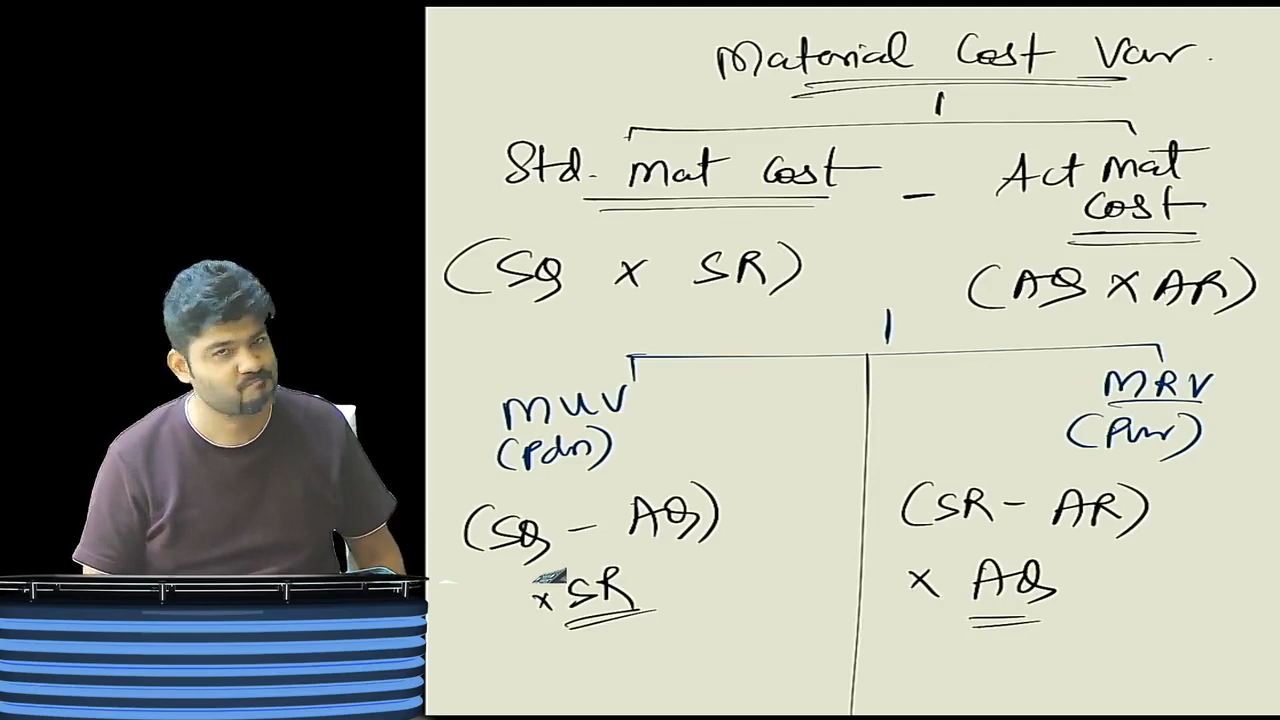 Material Cost Var.
Std. Mat Cost - Act Mat Cost
(SQ x SR)
(AQ x AR)
MUV
(Pdn)
(SQ - AQ)
x SR
MRV
(Pur)
(SR - AR)
x AQ